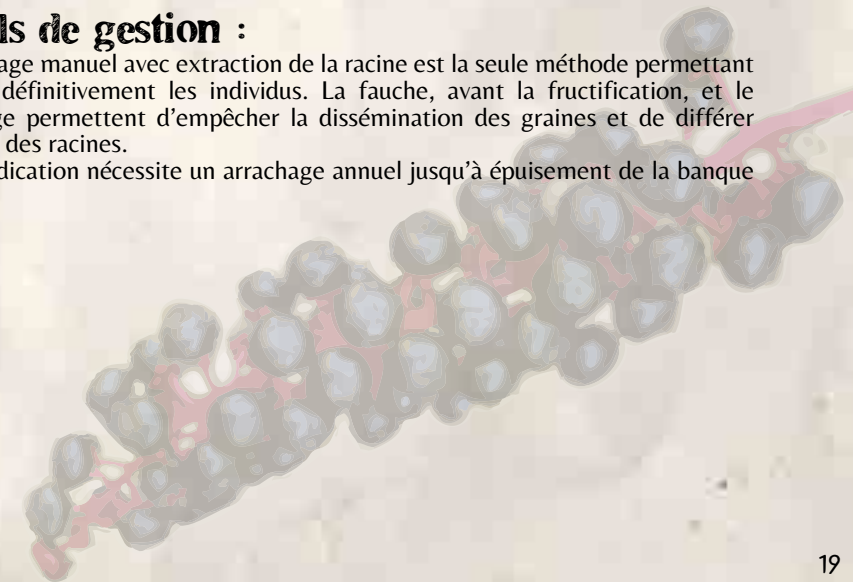 ls de gestion :
age manuel avec extraction de la racine est la seule méthode permettant
définitivement les individus. La fauche, avant la fructification, et le
ge permettent d'empêcher la dissémination des graines et de différer
des racines.
dication nécessite un arrachage annuel jusqu'à épuisement de la banque
19